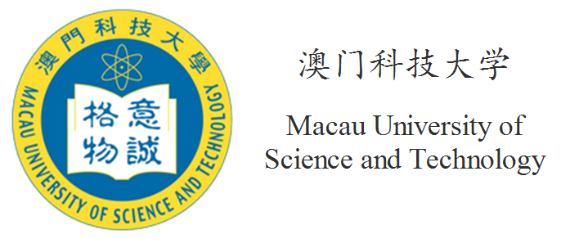 澳門科技大學
意格
誠物
MACAU UNIVERSITY OF SCIENCE AND TECHNOLOGY
澳门科技大学
Macau University of
Science and Technology